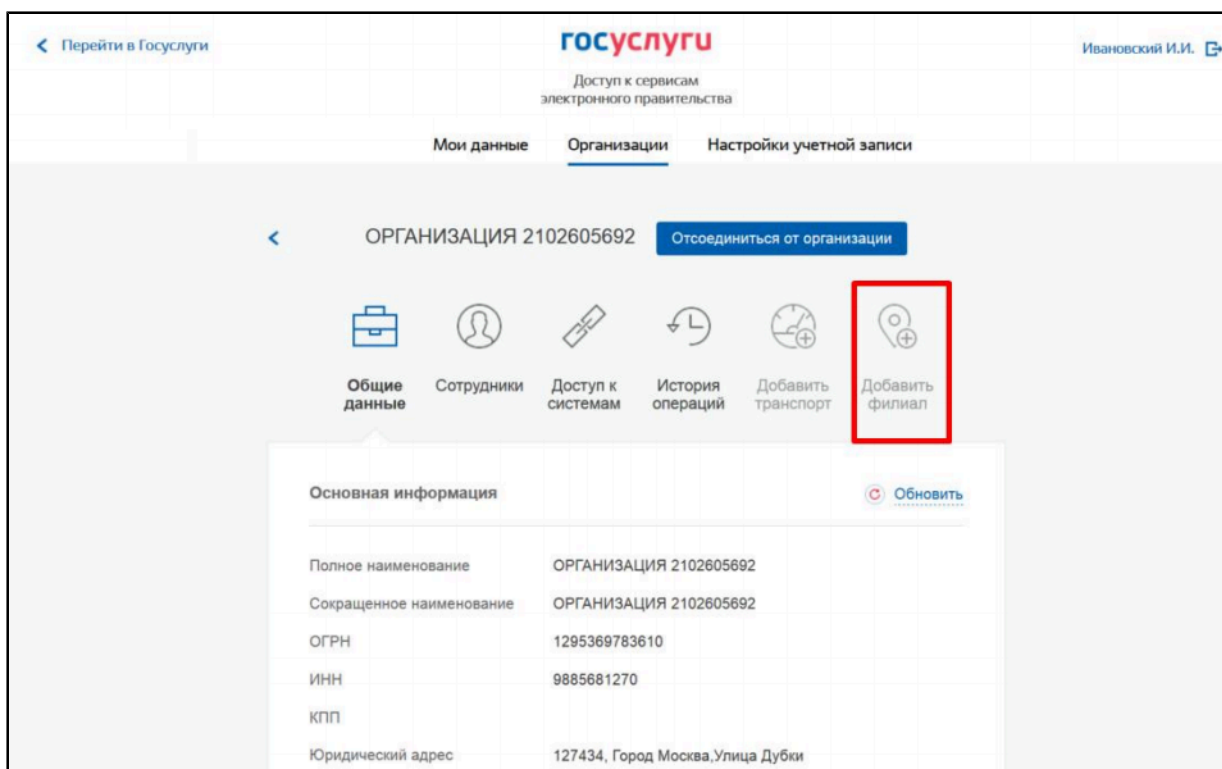 Перейти в Госуслуги
госуслуги
Ивановский И.И.
Доступ к сервисам
электронного правительства
Мои данные Организации Настройки учетной записи
ОРГАНИЗАЦИЯ 2102605692 Отсоединиться от организации
Общие данные
Сотрудники
Доступ к системам
История операций
Добавить транспорт
Добавить филиал
Основная информация Обновить
Полное наименование ОРГАНИЗАЦИЯ 2102605692
Сокращенное наименование ОРГАНИЗАЦИЯ 2102605692
ОГРН 1295369783610
ИНН 9885681270
КПП
Юридический адрес 127434, Город Москва,Улица Дубки